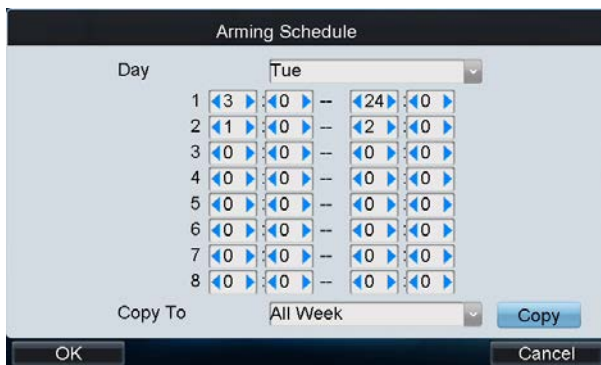 Arming Schedule
Day Tue
1 3 : 0 -- 24 : 0
2 1 : 0 -- 2 : 0
3 0 : 0 -- 0 : 0
4 0 : 0 -- 0 : 0
5 0 : 0 -- 0 : 0
6 0 : 0 -- 0 : 0
7 0 : 0 -- 0 : 0
8 0 : 0 -- 0 : 0
Copy To All Week Copy
OK Cancel